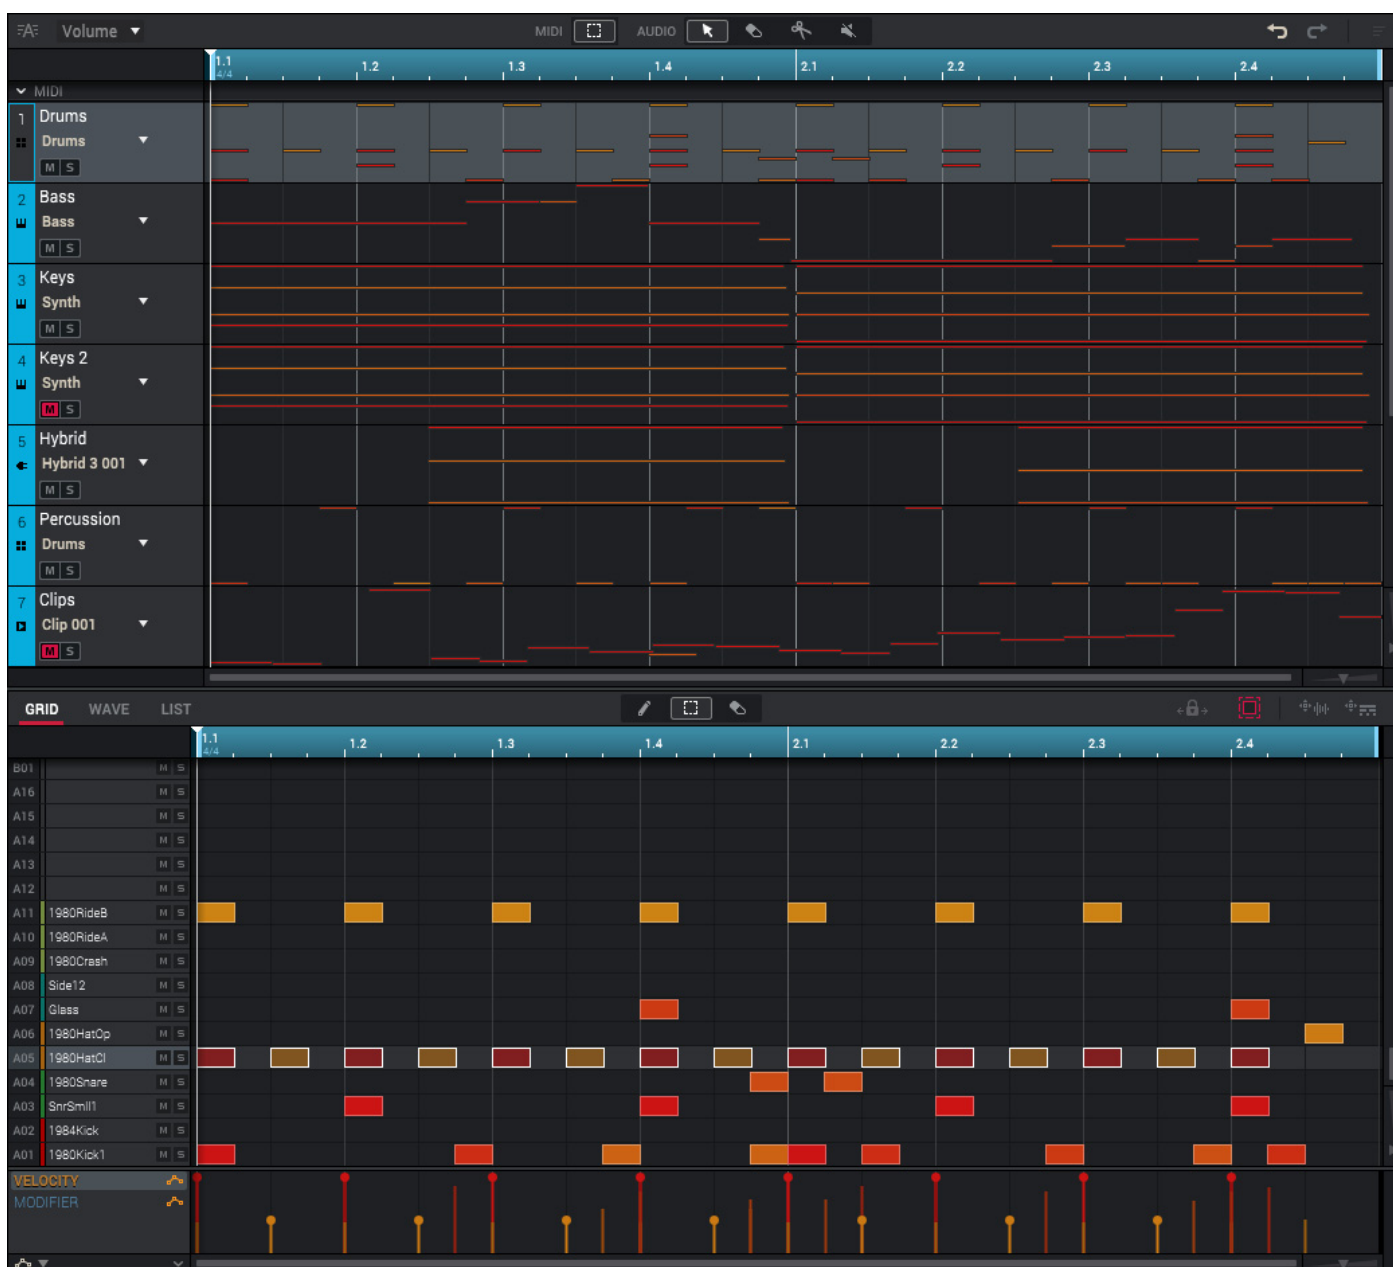 Volume MIDI AUDIO
1.1 1.2 1.3 1.4 2.1 2.2 2.3 2.4
4/4
MIDI
1 Drums
Drums
M S
2 Bass
Bass
M S
3 Keys
Synth
M S
4 Keys 2
Synth
M S
5 Hybrid
Hybrid 3 001
M S
6 Percussion
Drums
M S
7 Clips
Clip 001
M S
GRID WAVE LIST
1.1 1.2 1.3 1.4 2.1 2.2 2.3 2.4
4/4
B01 M S
A16 M S
A15 M S
A14 M S
A13 M S
A12 M S
A11 1980RideB M S
A10 1980RideA M S
A09 1980Crash M S
A08 Side12 M S
A07 Glass M S
A06 1980HatOp M S
A05 1980HatCl M S
A04 1980Snare M S
A03 SnrSmll1 M S
A02 1984Kick M S
A01 1980Kick1 M S
VELOCITY
MODIFIER